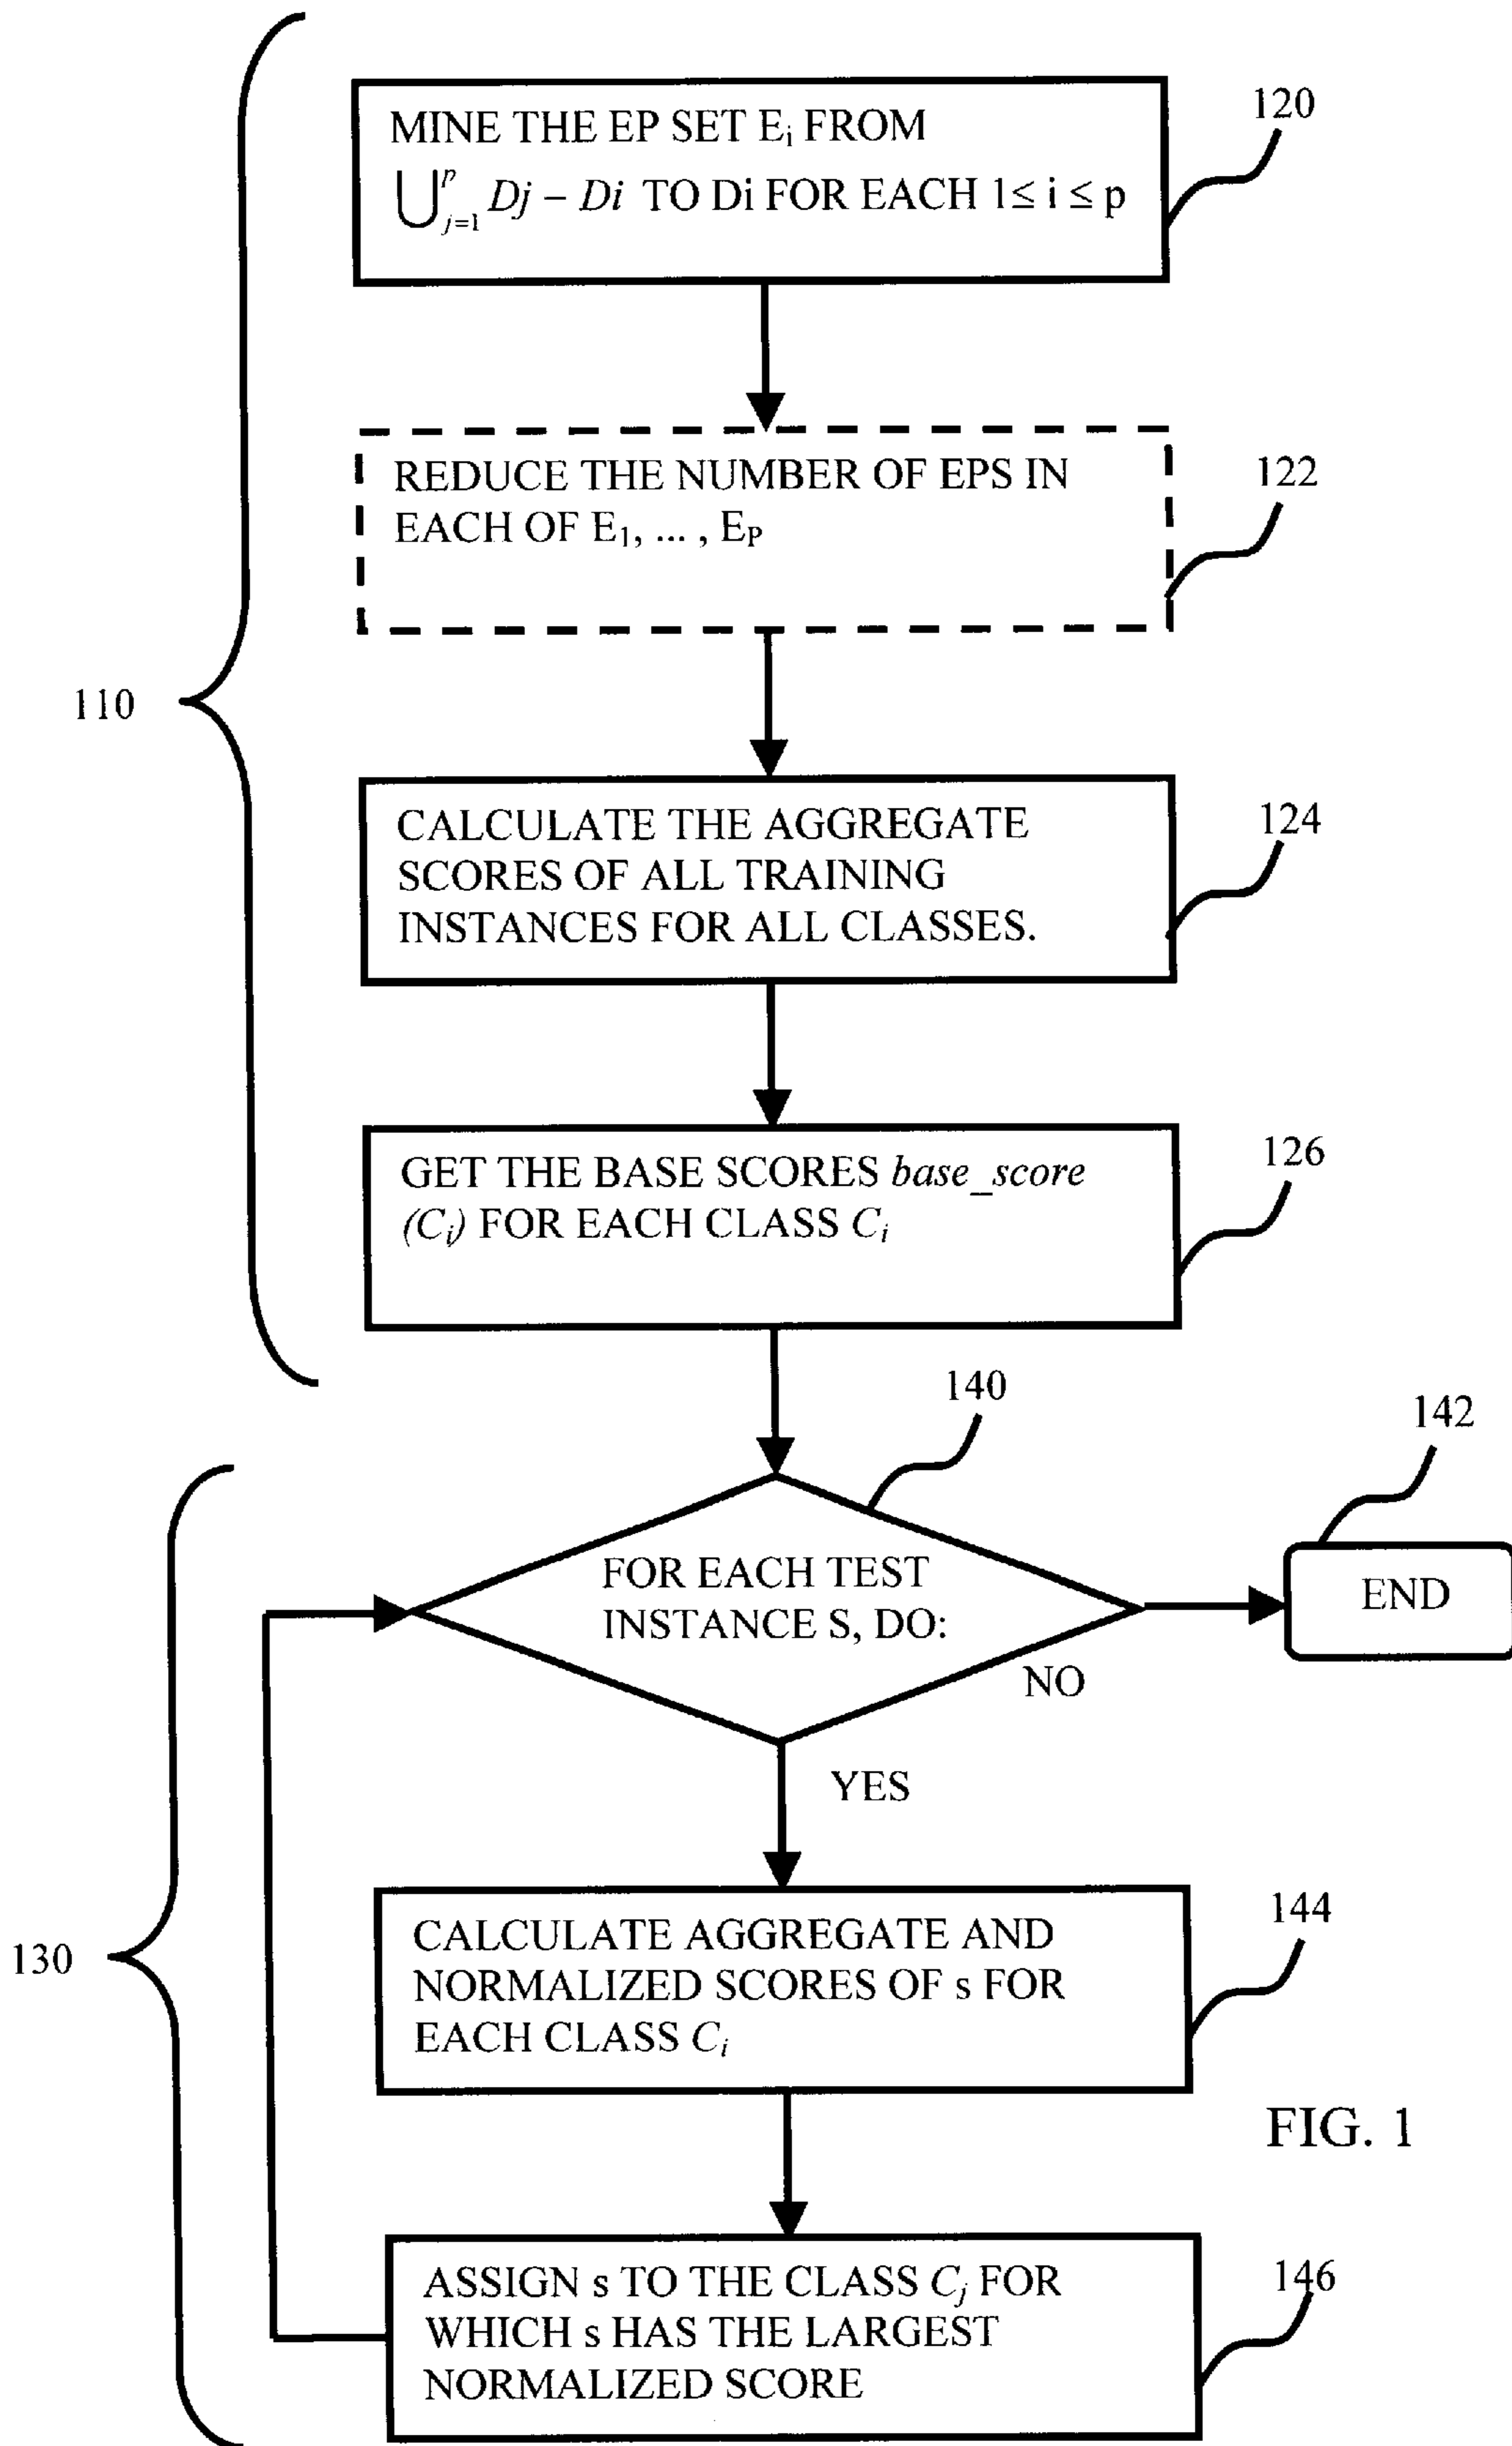 120
MINE THE EP SET Eᵢ FROM
⋃ᵖⱼ₌₁ Dj – Di TO Di FOR EACH 1≤ i ≤ p
122
REDUCE THE NUMBER OF EPS IN
EACH OF E₁, ... , Eₚ
110
124
CALCULATE THE AGGREGATE
SCORES OF ALL TRAINING
INSTANCES FOR ALL CLASSES.
126
GET THE BASE SCORES base_score
(Cᵢ) FOR EACH CLASS Cᵢ
140
142
FOR EACH TEST
INSTANCE S, DO:
END
NO
YES
130
144
CALCULATE AGGREGATE AND
NORMALIZED SCORES OF s FOR
EACH CLASS Cᵢ
FIG. 1
146
ASSIGN s TO THE CLASS Cⱼ FOR
WHICH s HAS THE LARGEST
NORMALIZED SCORE